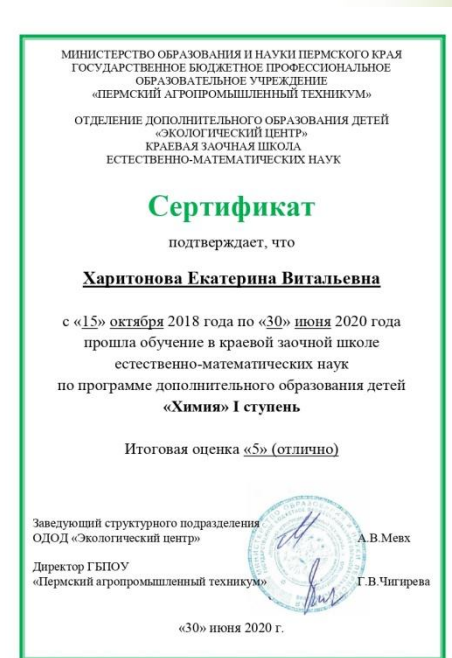 МИНИСТЕРСТВО ОБРАЗОВАНИЯ И НАУКИ ПЕРМСКОГО КРАЯ
ГОСУДАРСТВЕННОЕ БЮДЖЕТНОЕ ПРОФЕССИОНАЛЬНОЕ
ОБРАЗОВАТЕЛЬНОЕ УЧРЕЖДЕНИЕ
«ПЕРМСКИЙ АГРОПРОМЫШЛЕННЫЙ ТЕХНИКУМ»
ОТДЕЛЕНИЕ ДОПОЛНИТЕЛЬНОГО ОБРАЗОВАНИЯ ДЕТЕЙ
«ЭКОЛОГИЧЕСКИЙ ЦЕНТР»
КРАЕВАЯ ЗАОЧНАЯ ШКОЛА
ЕСТЕСТВЕННО-МАТЕМАТИЧЕСКИХ НАУК
Сертификат
подтверждает, что
Харитонова Екатерина Витальевна
с «15» октября 2018 года по «30» июня 2020 года
прошла обучение в краевой заочной школе
естественно-математических наук
по программе дополнительного образования детей
«Химия» I ступень
Итоговая оценка «5» (отлично)
Заведующий структурного подразделения
ОДОД «Экологический центр» А.В.Мевх
Директор ГБПОУ
«Пермский агропромышленный техникум» Г.В.Чигирева
«30» июня 2020 г.